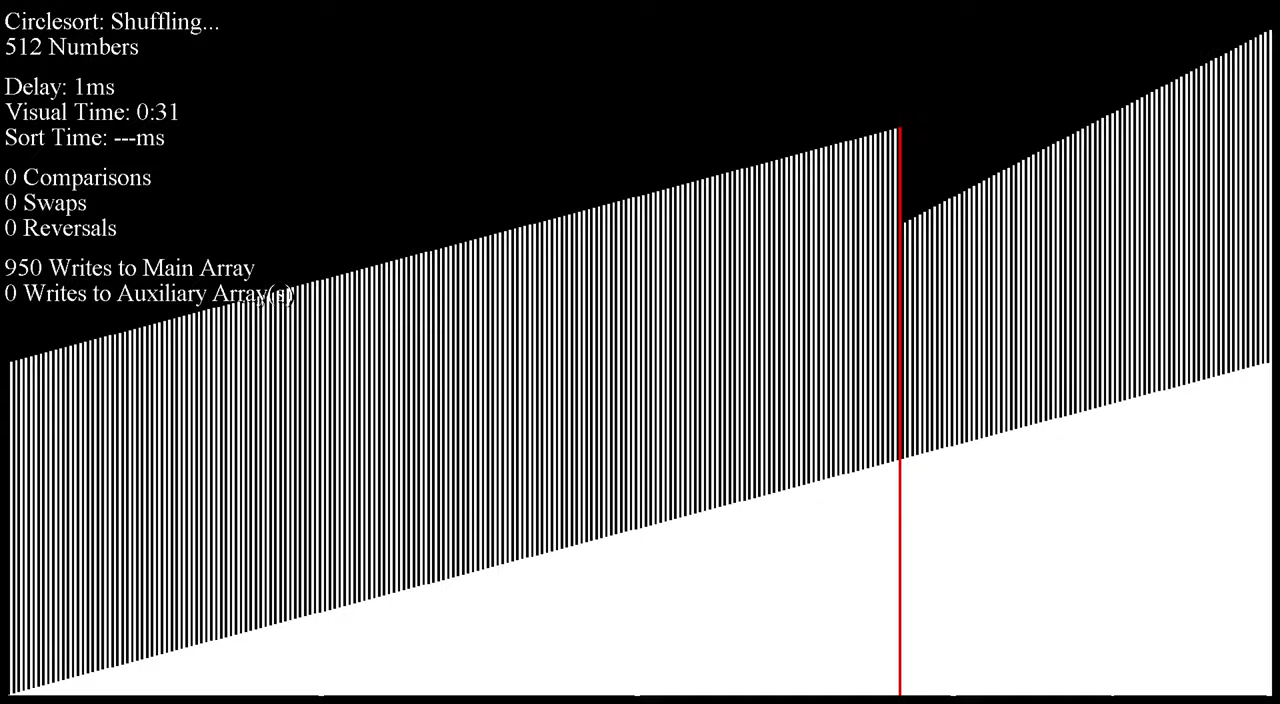 Circlesort: Shuffling...
512 Numbers
Delay: 1ms
Visual Time: 0:31
Sort Time: ---ms
0 Comparisons
0 Swaps
0 Reversals
950 Writes to Main Array
0 Writes to Auxiliary Array(s)